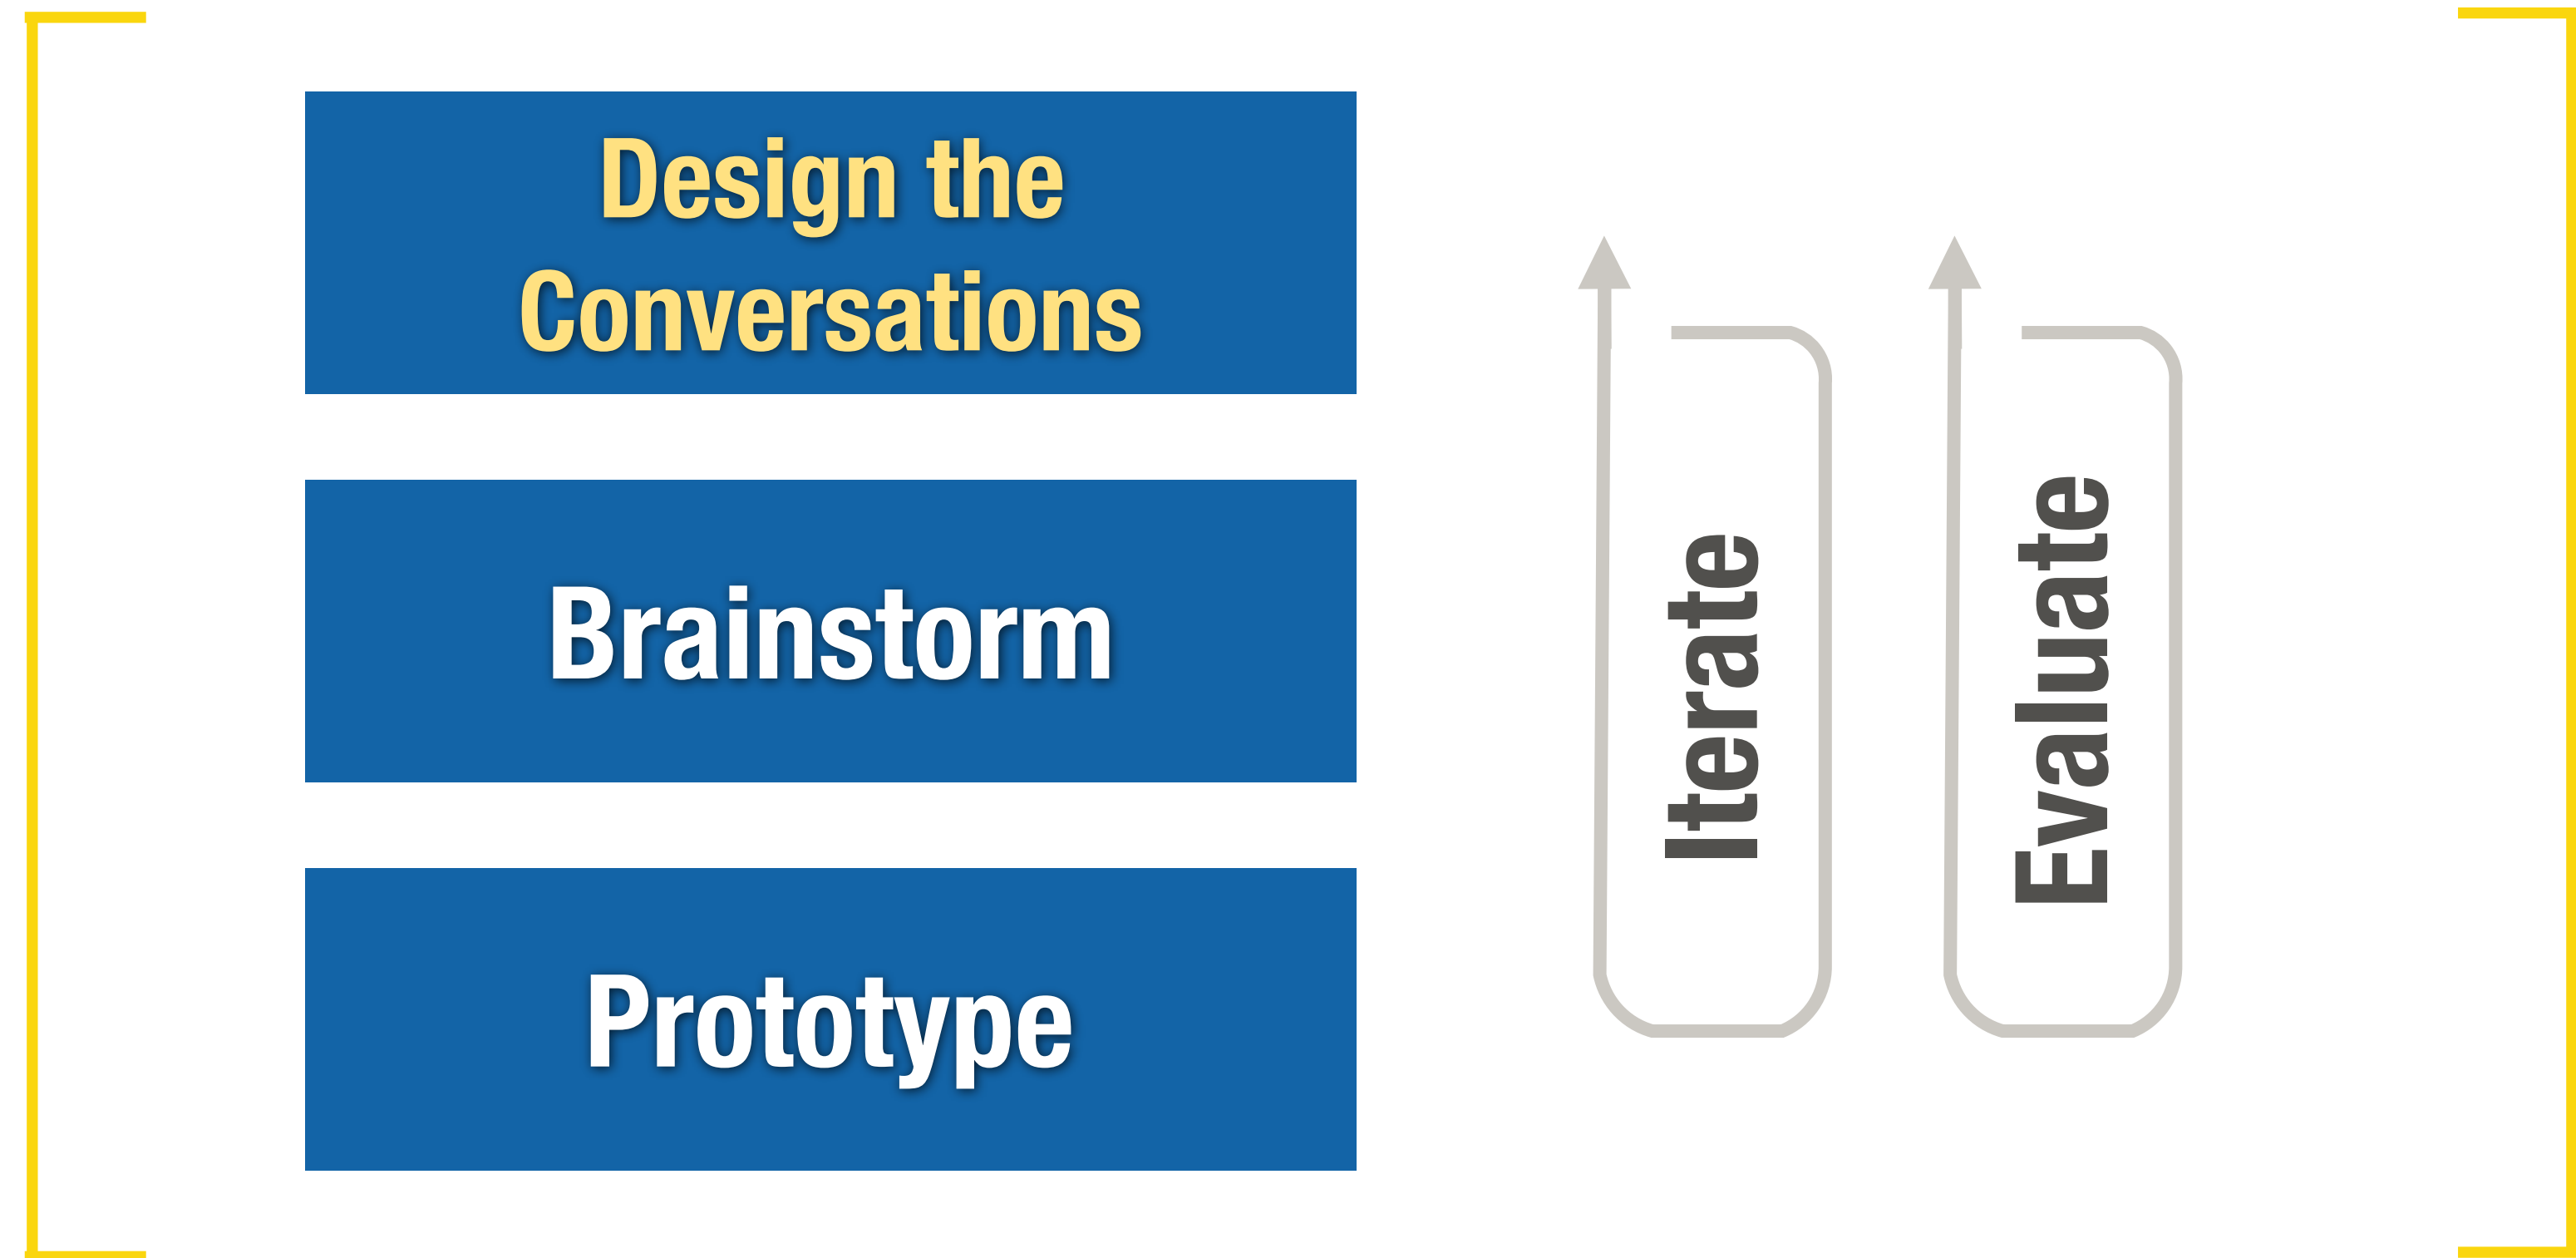 Design the
Conversations
Brainstorm
Prototype
Iterate
Evaluate